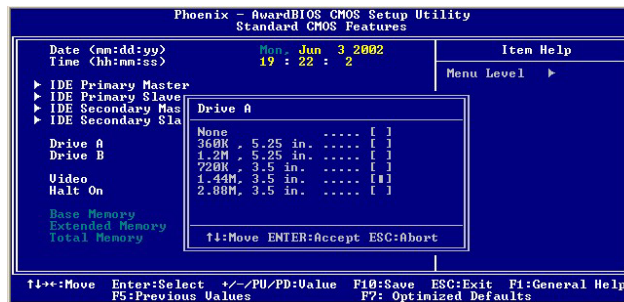 Phoenix - AwardBIOS CMOS Setup Utility
Standard CMOS Features
Date (mm:dd:yy) Mon, Jun 3 2002
Time (hh:mm:ss) 19 : 22 : 2
IDE Primary Master
IDE Primary Slave
IDE Secondary Mas
IDE Secondary Sla
Drive A
Drive B
Video
Halt On
Base Memory
Extended Memory
Total Memory
Drive A
None ..... [ ]
360K , 5.25 in. ..... [ ]
1.2M , 5.25 in. ..... [ ]
720K , 3.5 in. ..... [ ]
1.44M, 3.5 in. ..... [▮]
2.88M, 3.5 in. ..... [ ]
↑↓:Move ENTER:Accept ESC:Abort
Item Help
Menu Level ▶
↑↓→←:Move Enter:Select +/-/PU/PD:Value F10:Save ESC:Exit F1:General Help
F5:Previous Values F7: Optimized Defaults